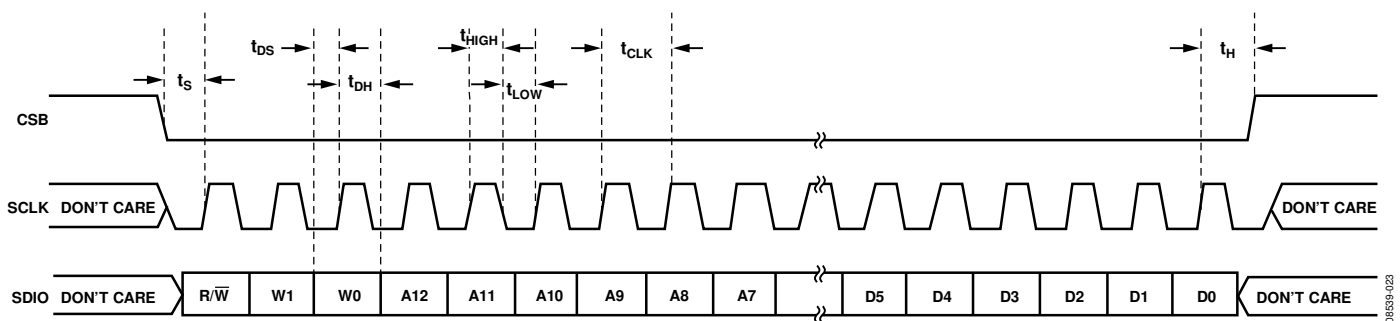 tDS
tHIGH
tCLK
tH
tS
tDH
tLOW
CSB
SCLK DON'T CARE
DON'T CARE
SDIO DON'T CARE R/W̅ W1 W0 A12 A11 A10 A9 A8 A7 D5 D4 D3 D2 D1 D0 DON'T CARE
08539-023